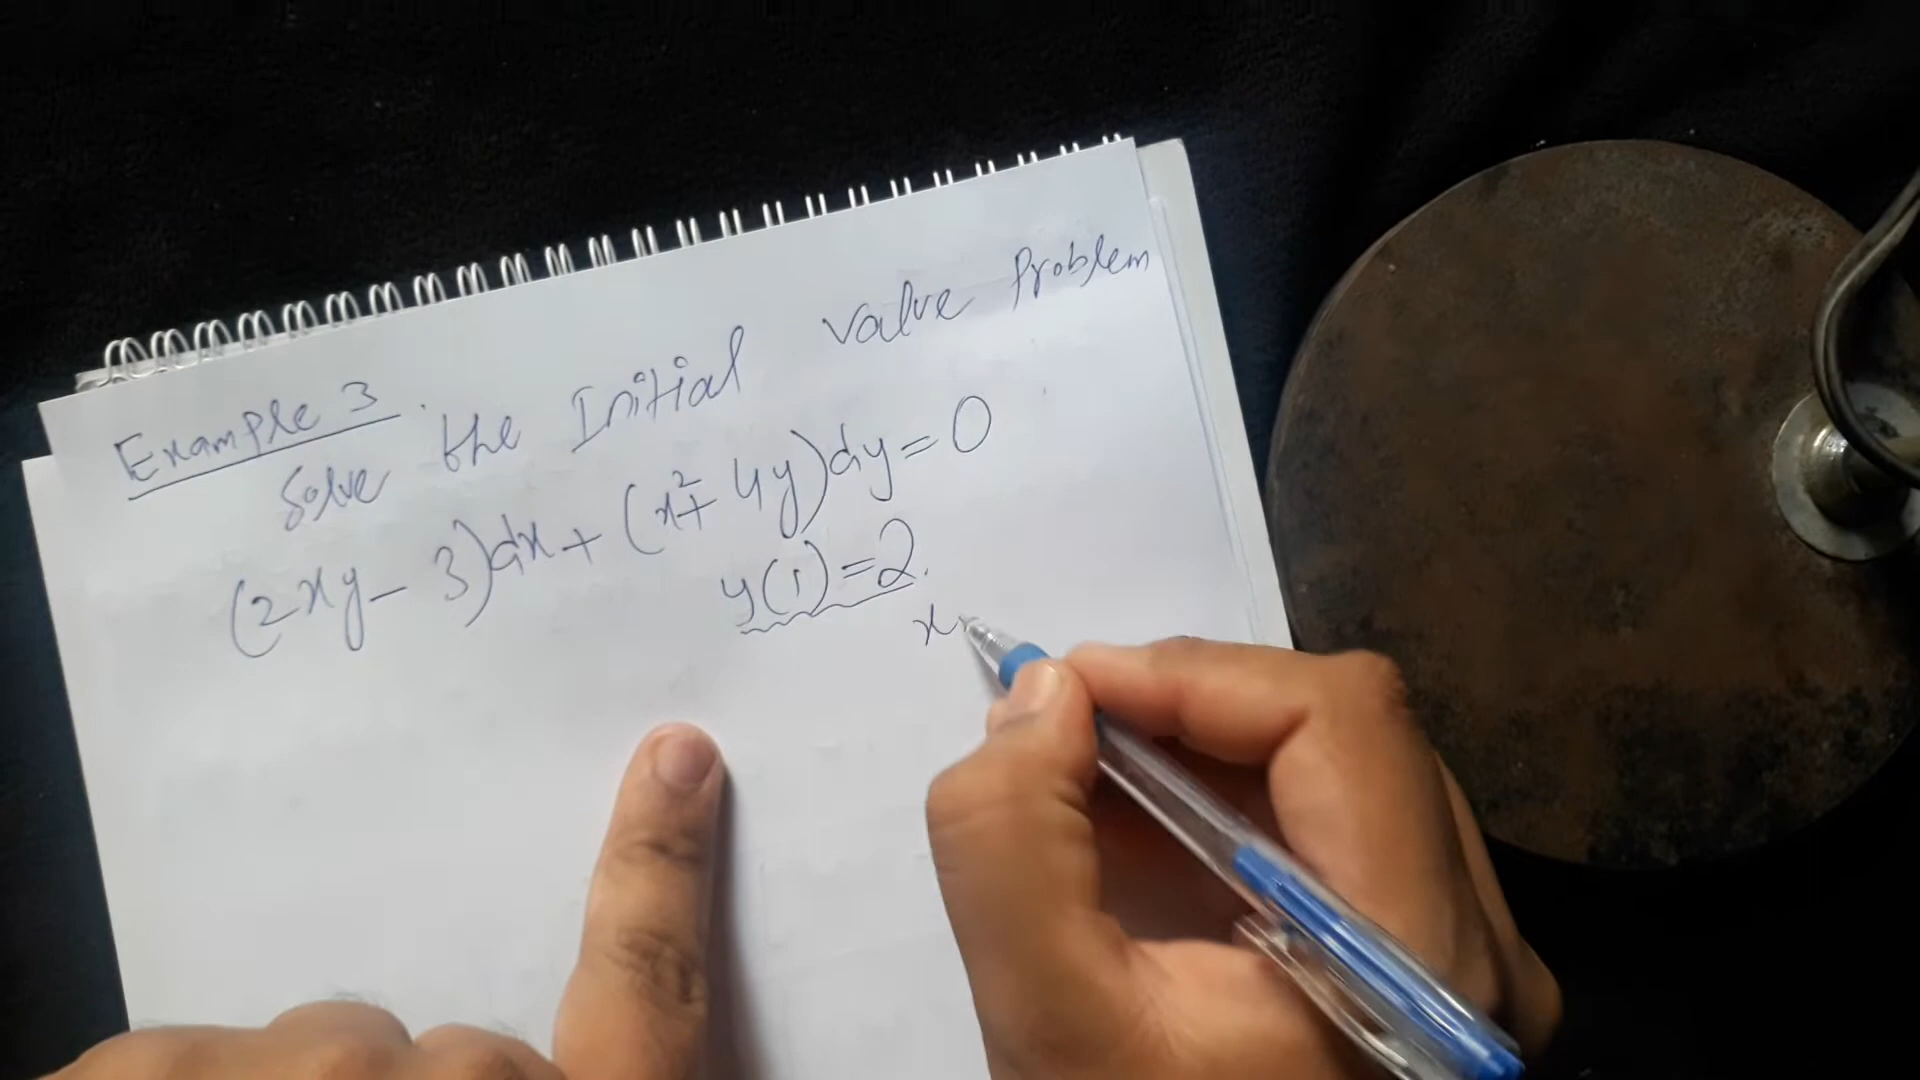 Example 3.
Solve the Initial value Problem
(2xy - 3)dx + (x² + 4y)dy = 0
y(1) = 2.
x